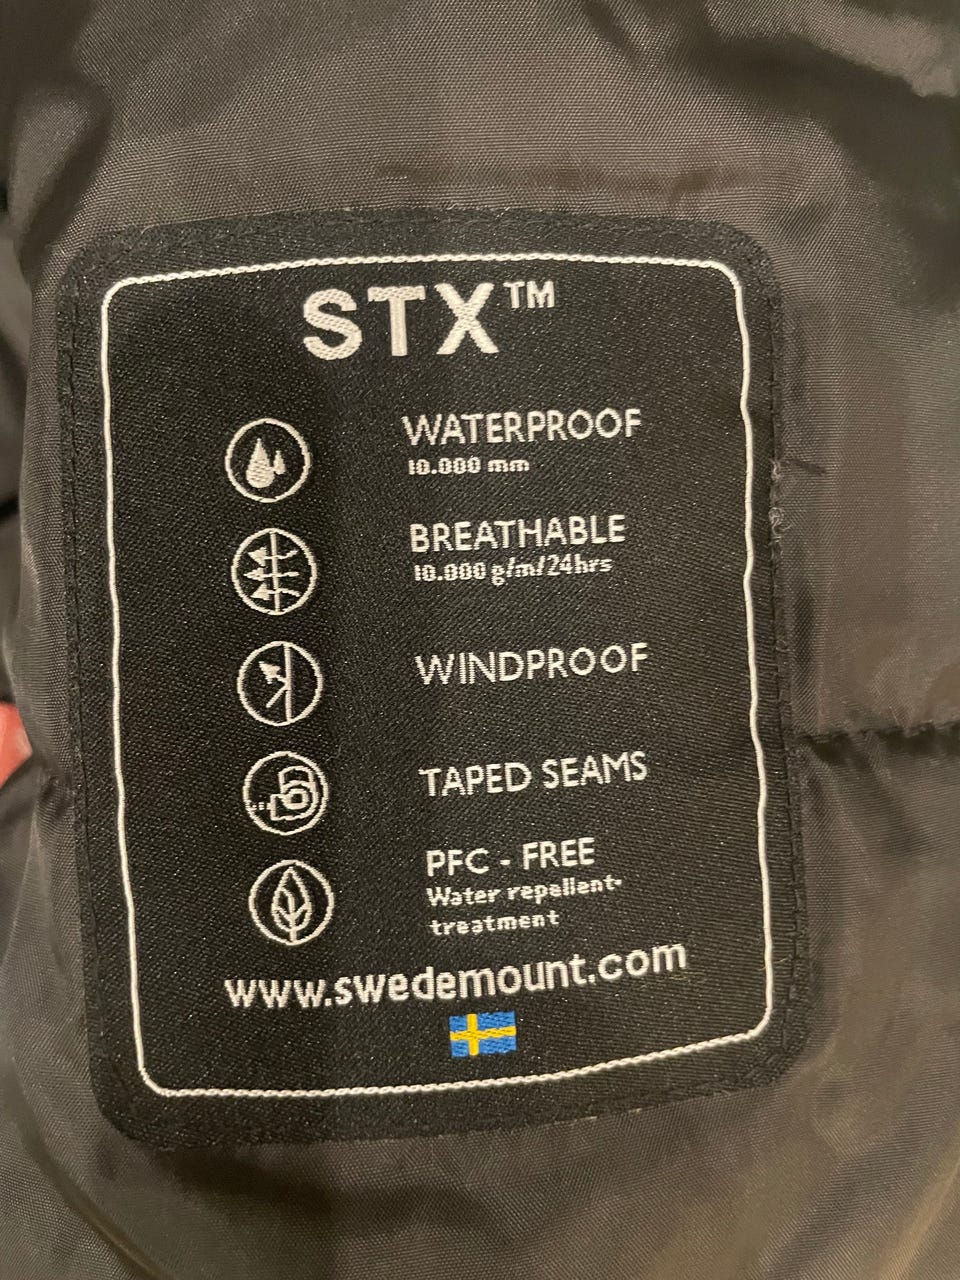 STX™
WATERPROOF
10.000 mm
BREATHABLE
10.000 g/m/24hrs
WINDPROOF
TAPED SEAMS
PFC - FREE
Water repellent
treatment
www.swedemount.com